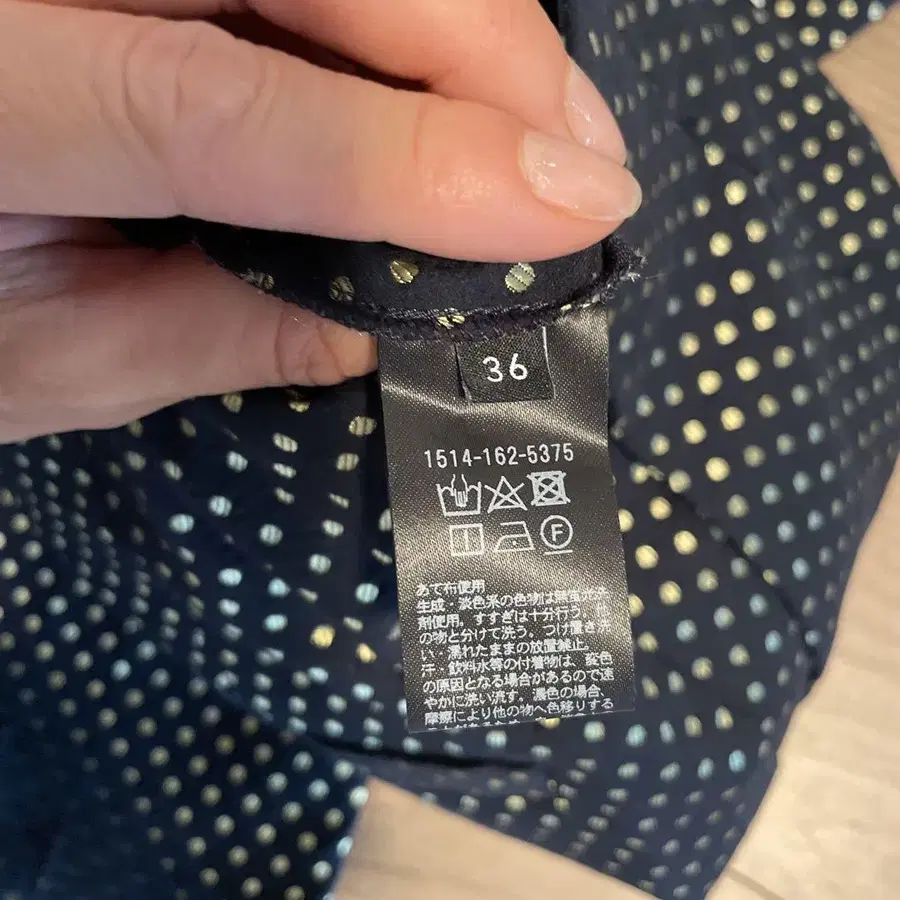 36
1514-162-5375
F
あて布使用
生成・淡色系の色物は無蛍光洗
剤使用。すすぎは十分行う。他
の物と分けて洗う。つけ置き洗
い・濡れたままの放置禁止。
汗・飲料水等の付着物は、変色
の原因となる場合があるので速
やかに洗い流す。濃色の場合、
摩擦により他の物へ色移りする